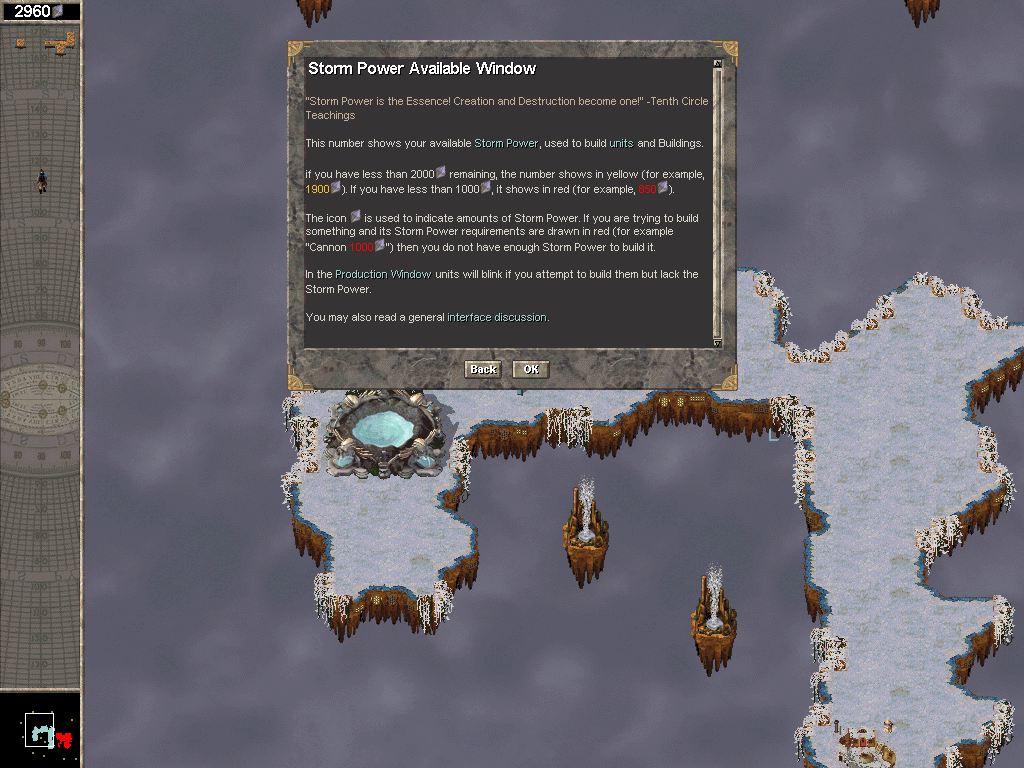 2960
Storm Power Available Window
"Storm Power is the Essence! Creation and Destruction become one!" -Tenth Circle
Teachings
This number shows your available Storm Power, used to build units and Buildings.
if you have less than 2000 remaining, the number shows in yellow (for example,
1900 ). If you have less than 1000 , it shows in red (for example, 850 ).
The icon is used to indicate amounts of Storm Power. If you are trying to build
something and its Storm Power requirements are drawn in red (for example
"Cannon 1000 ") then you do not have enough Storm Power to build it.
In the Production Window units will blink if you attempt to build them but lack the
Storm Power.
You may also read a general interface discussion.
Back OK